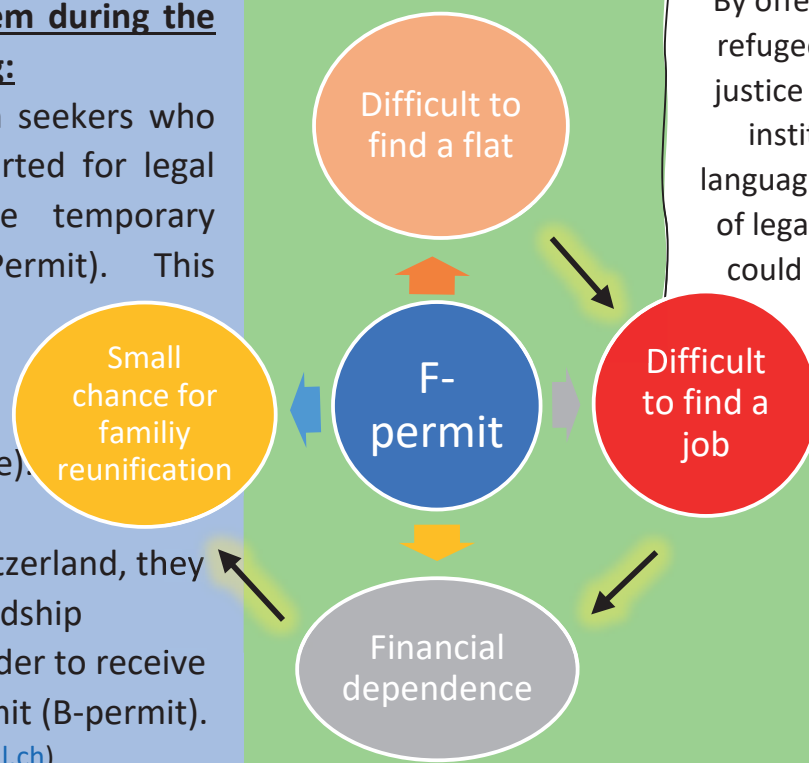 em during the
g:
seekers who
rted for legal
e temporary
Permit). This
e).
tzerland, they
dship
der to receive
mit (B-permit).
l.ch)
Difficult to
find a flat
Small
chance for
familiy
reunification
F-
permit
Difficult
to find a
job
Financial
dependence
By offe
refugee
justice
instit
languag
of lega
could